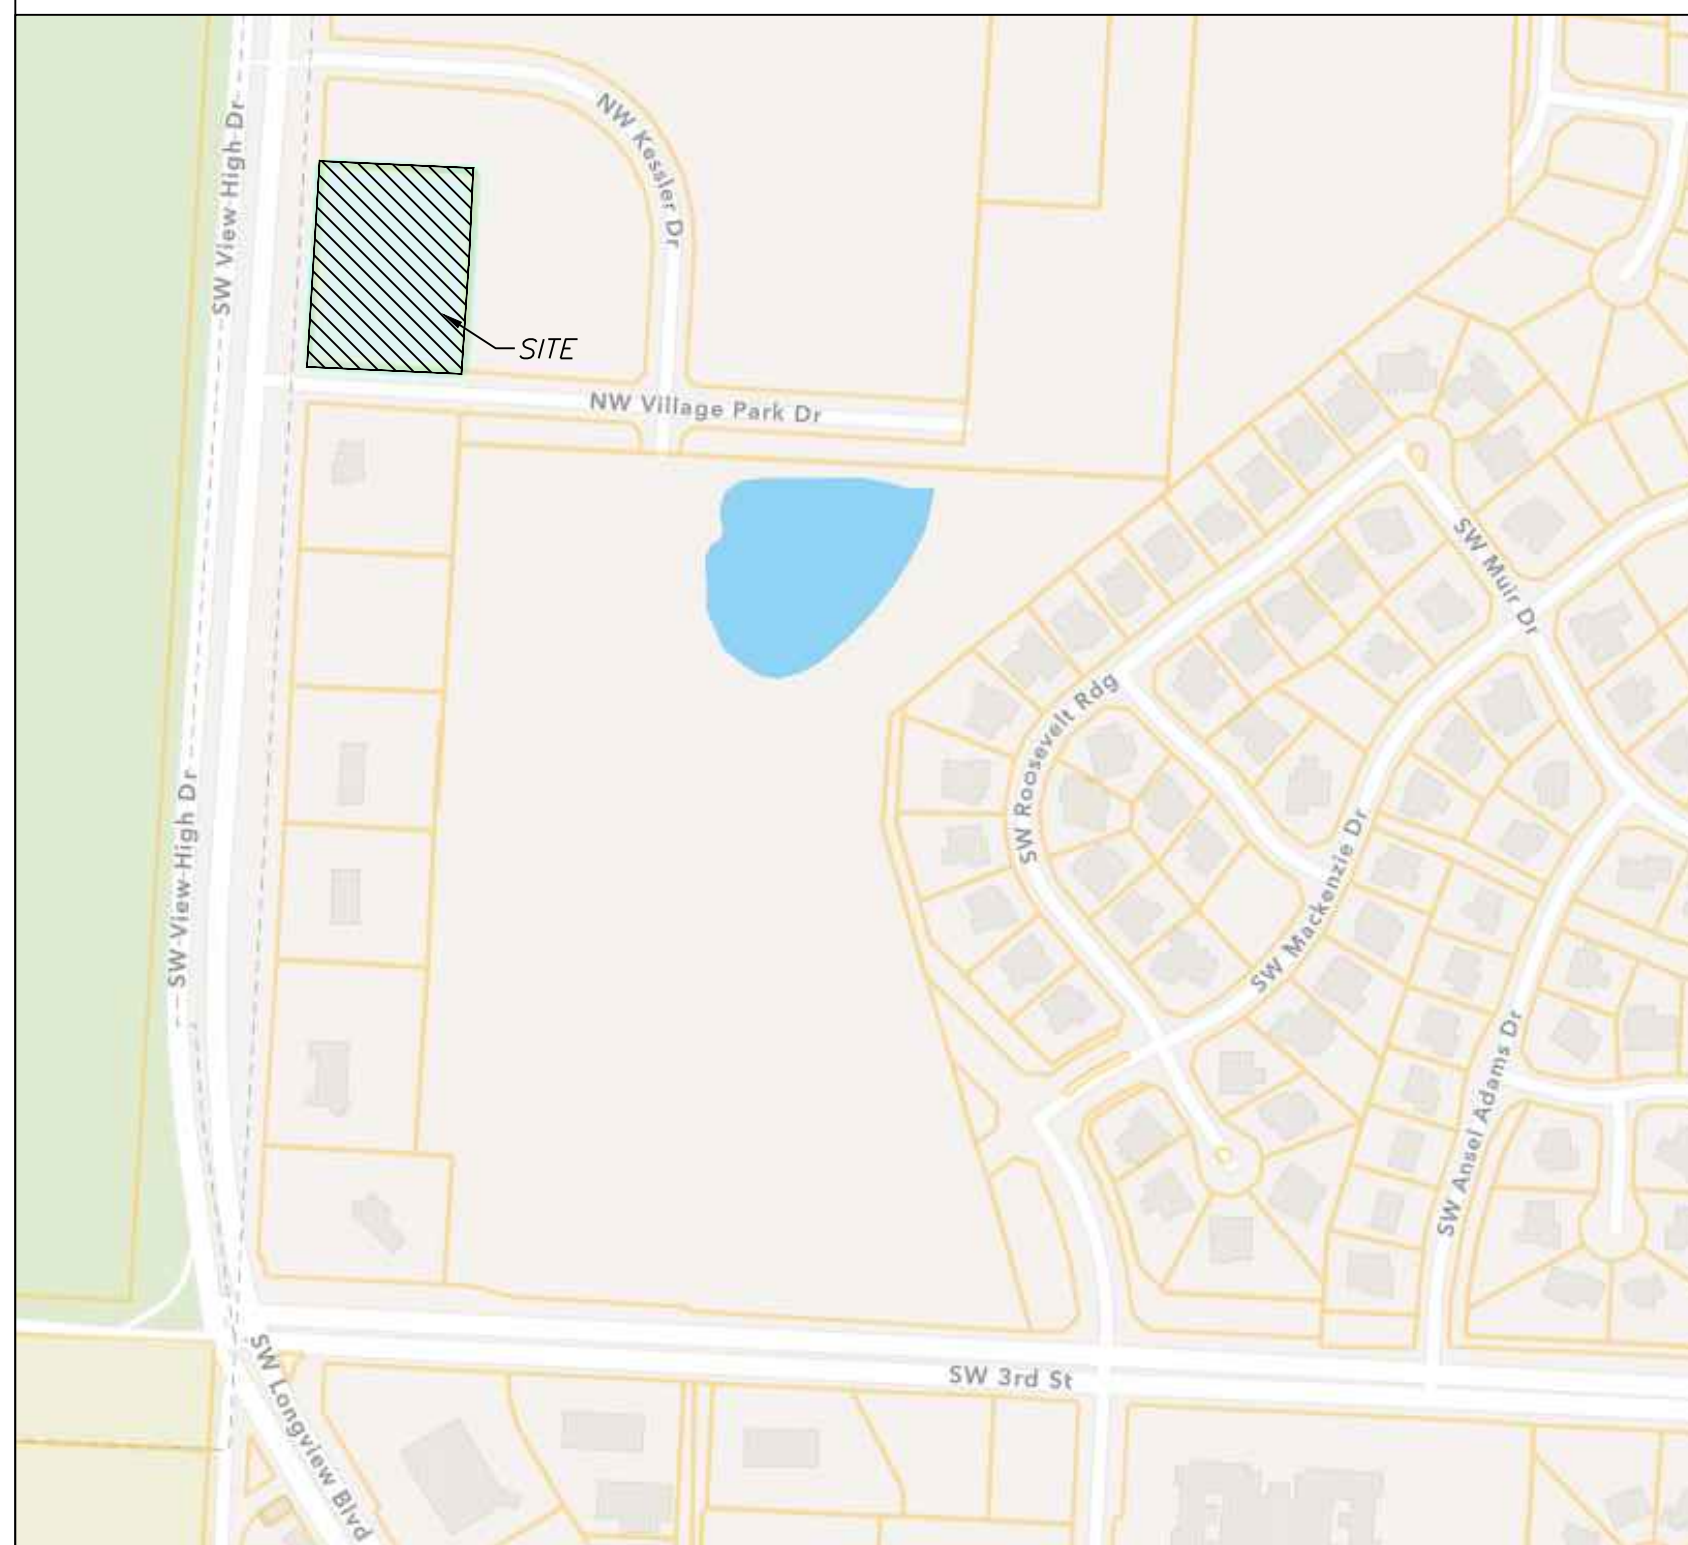 NW Kessler Dr
SW View High Dr
SITE
NW Village Park Dr
SW Muir Dr
SW Roosevelt Rdg
SW View High Dr
SW Mackenzie Dr
SW Ansel Adams Dr
SW 3rd St
SW Longview Blvd